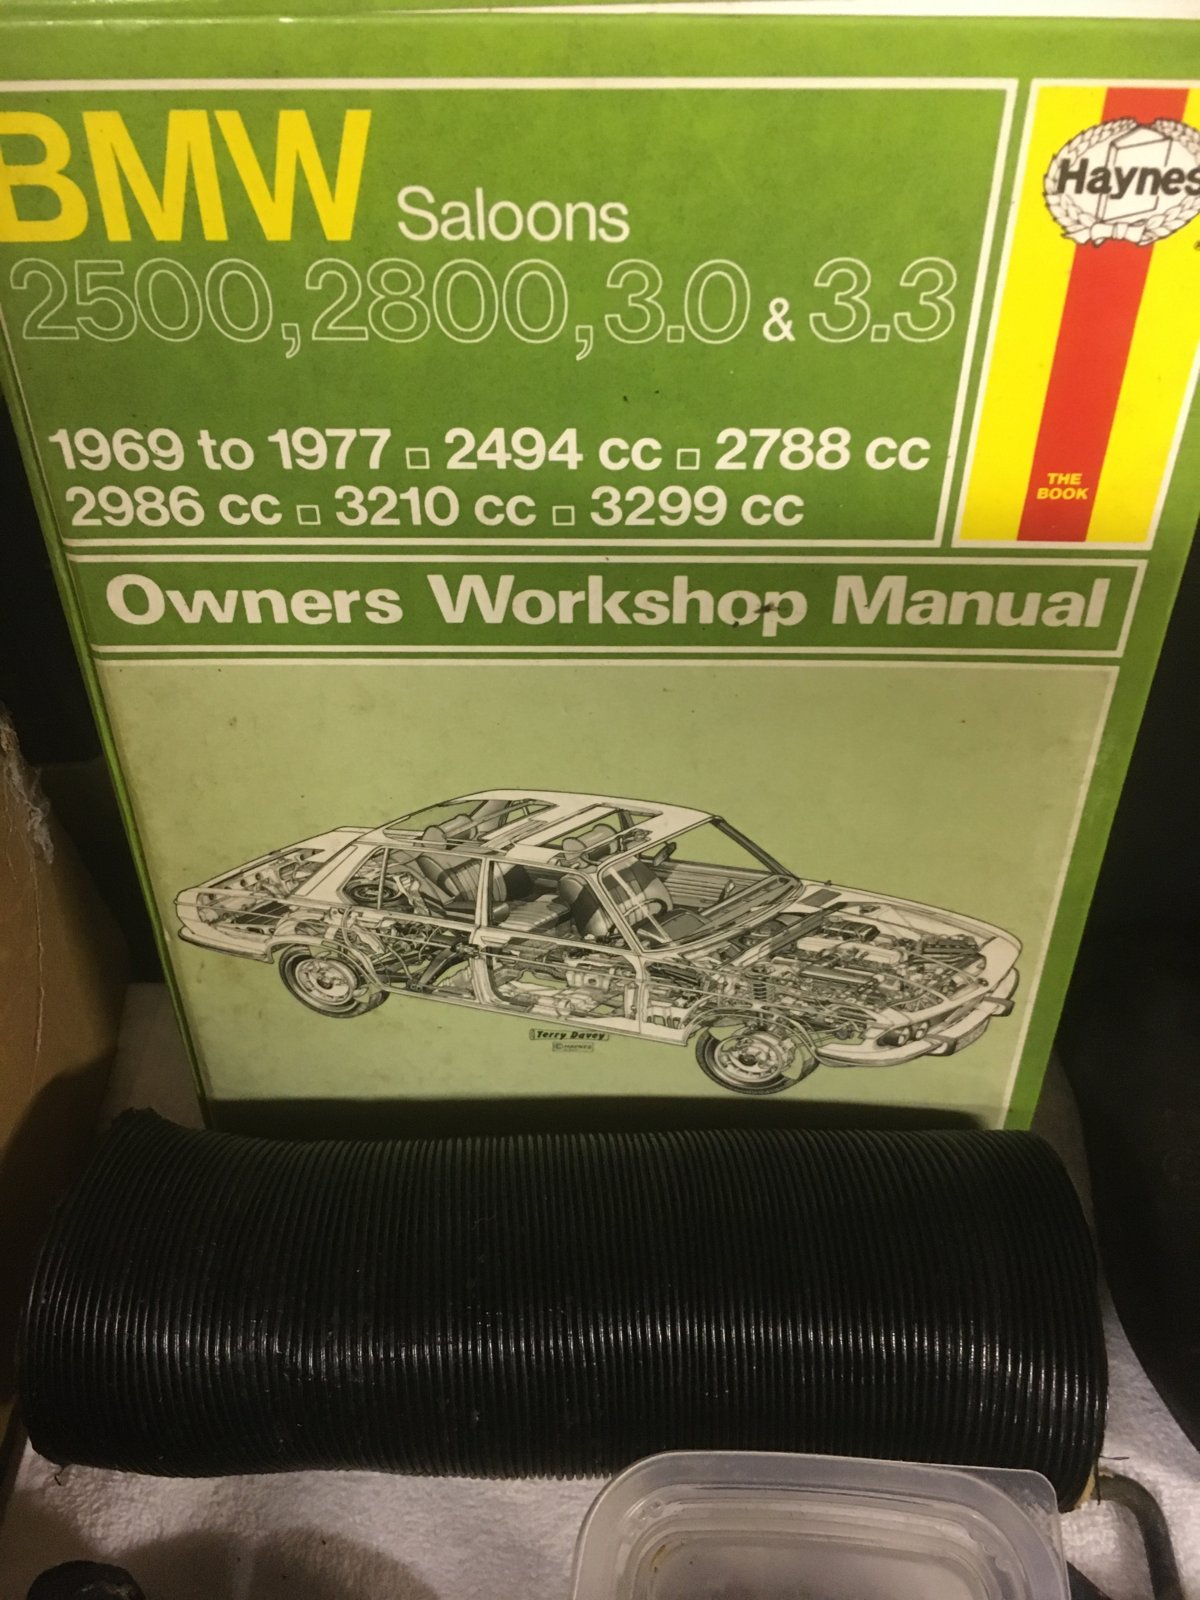 BMW Saloons
2500, 2800, 3.0 & 3.3
1969 to 1977 □ 2494 cc □ 2788 cc
2986 cc □ 3210 cc □ 3299 cc
Haynes
THE
BOOK
Owners Workshop Manual
Terry Davey
© HAYNES